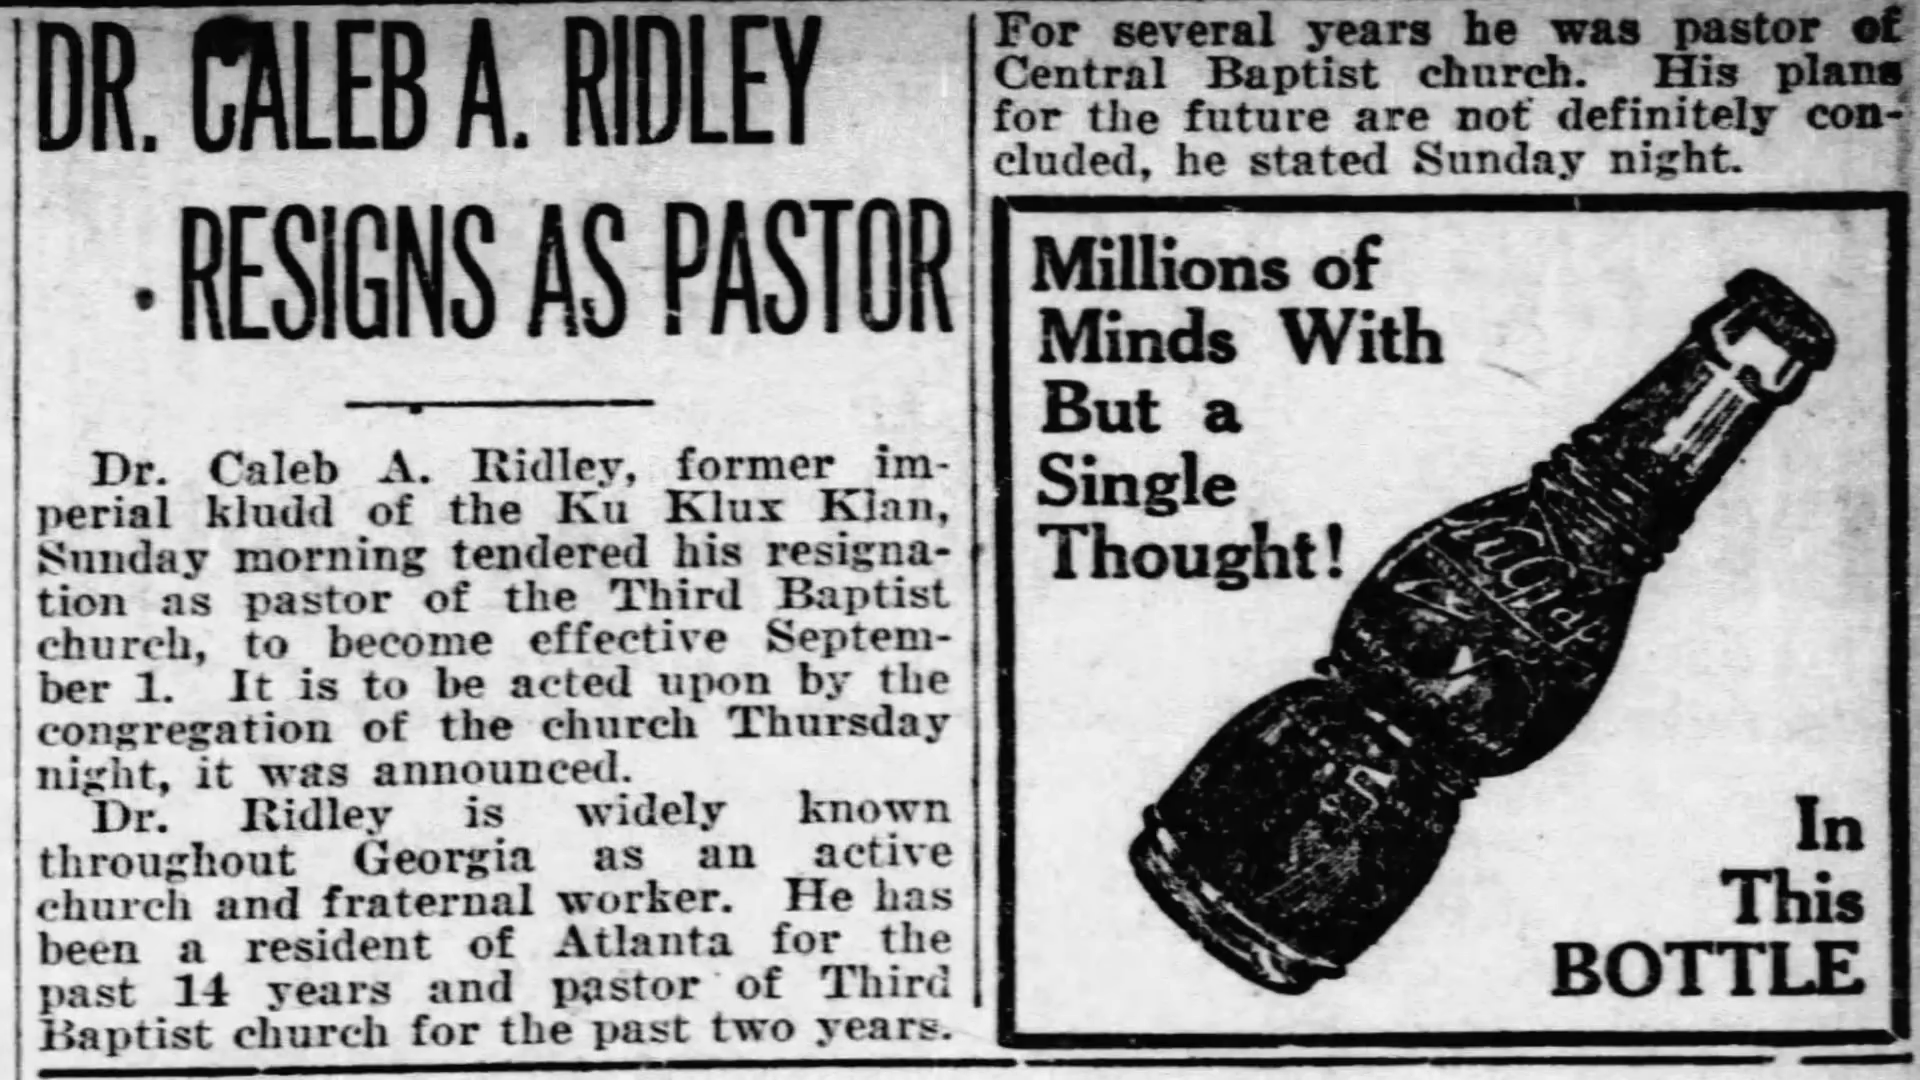 DR. CALEB A. RIDLEY
RESIGNS AS PASTOR
Dr. Caleb A. Ridley, former im-
perial kludd of the Ku Klux Klan,
Sunday morning tendered his resigna-
tion as pastor of the Third Baptist
church, to become effective Septem-
ber 1. It is to be acted upon by the
congregation of the church Thursday
night, it was announced.
Dr. Ridley is widely known
throughout Georgia as an active
church and fraternal worker. He has
been a resident of Atlanta for the
past 14 years and pastor of Third
Baptist church for the past two years.
For several years he was pastor of
Central Baptist church. His plans
for the future are not definitely con-
cluded, he stated Sunday night.
Millions of
Minds With
But a
Single
Thought!
In
This
BOTTLE